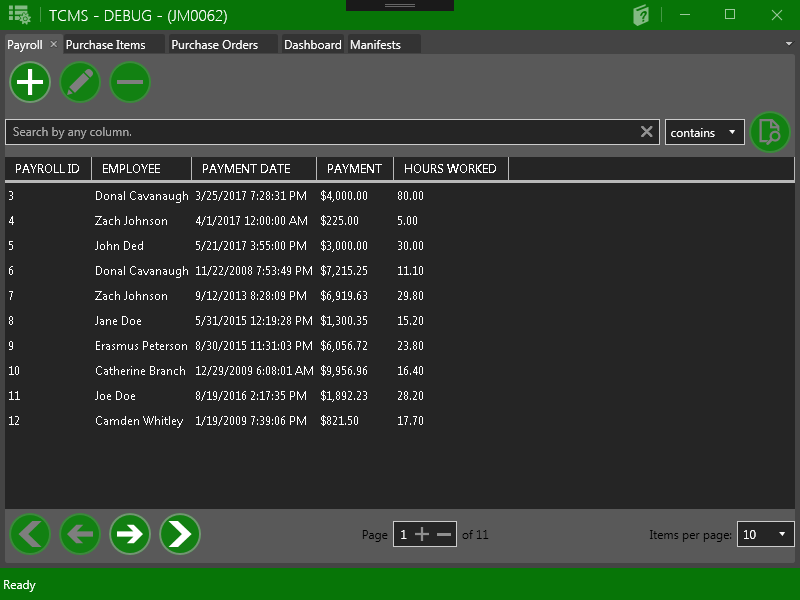 TCMS - DEBUG - (JM0062)
Payroll Purchase Items Purchase Orders Dashboard Manifests
Search by any column. contains
PAYROLL ID EMPLOYEE PAYMENT DATE PAYMENT HOURS WORKED
3 Donal Cavanaugh 3/25/2017 7:28:31 PM $4,000.00 80.00
4 Zach Johnson 4/1/2017 12:00:00 AM $225.00 5.00
5 John Ded 5/21/2017 3:55:00 PM $3,000.00 30.00
6 Donal Cavanaugh 11/22/2008 7:53:49 PM $7,215.25 11.10
7 Zach Johnson 9/12/2013 8:28:09 PM $6,919.63 29.80
8 Jane Doe 5/31/2015 12:19:28 PM $1,300.35 15.20
9 Erasmus Peterson 8/30/2015 11:31:03 PM $6,056.72 23.80
10 Catherine Branch 12/29/2009 6:08:01 AM $9,956.96 16.40
11 Joe Doe 8/19/2016 2:17:35 PM $1,892.23 28.20
12 Camden Whitley 1/19/2009 7:39:06 PM $821.50 17.70
Page 1 of 11 Items per page: 10
Ready